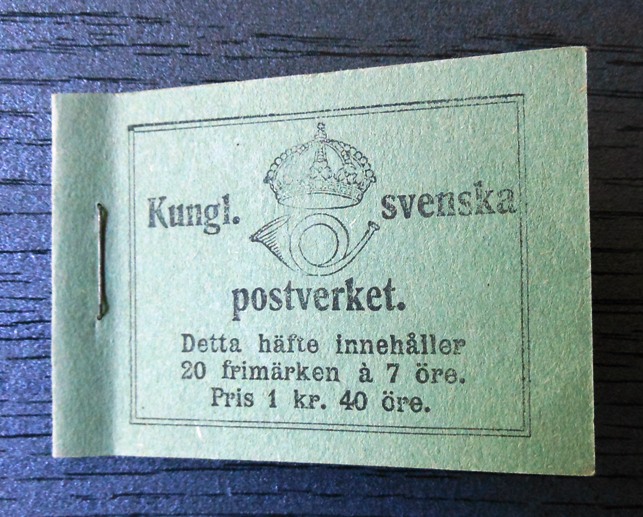 Kungl. svenska
postverket.
Detta häfte innehåller
20 frimärken à 7 öre.
Pris 1 kr. 40 öre.